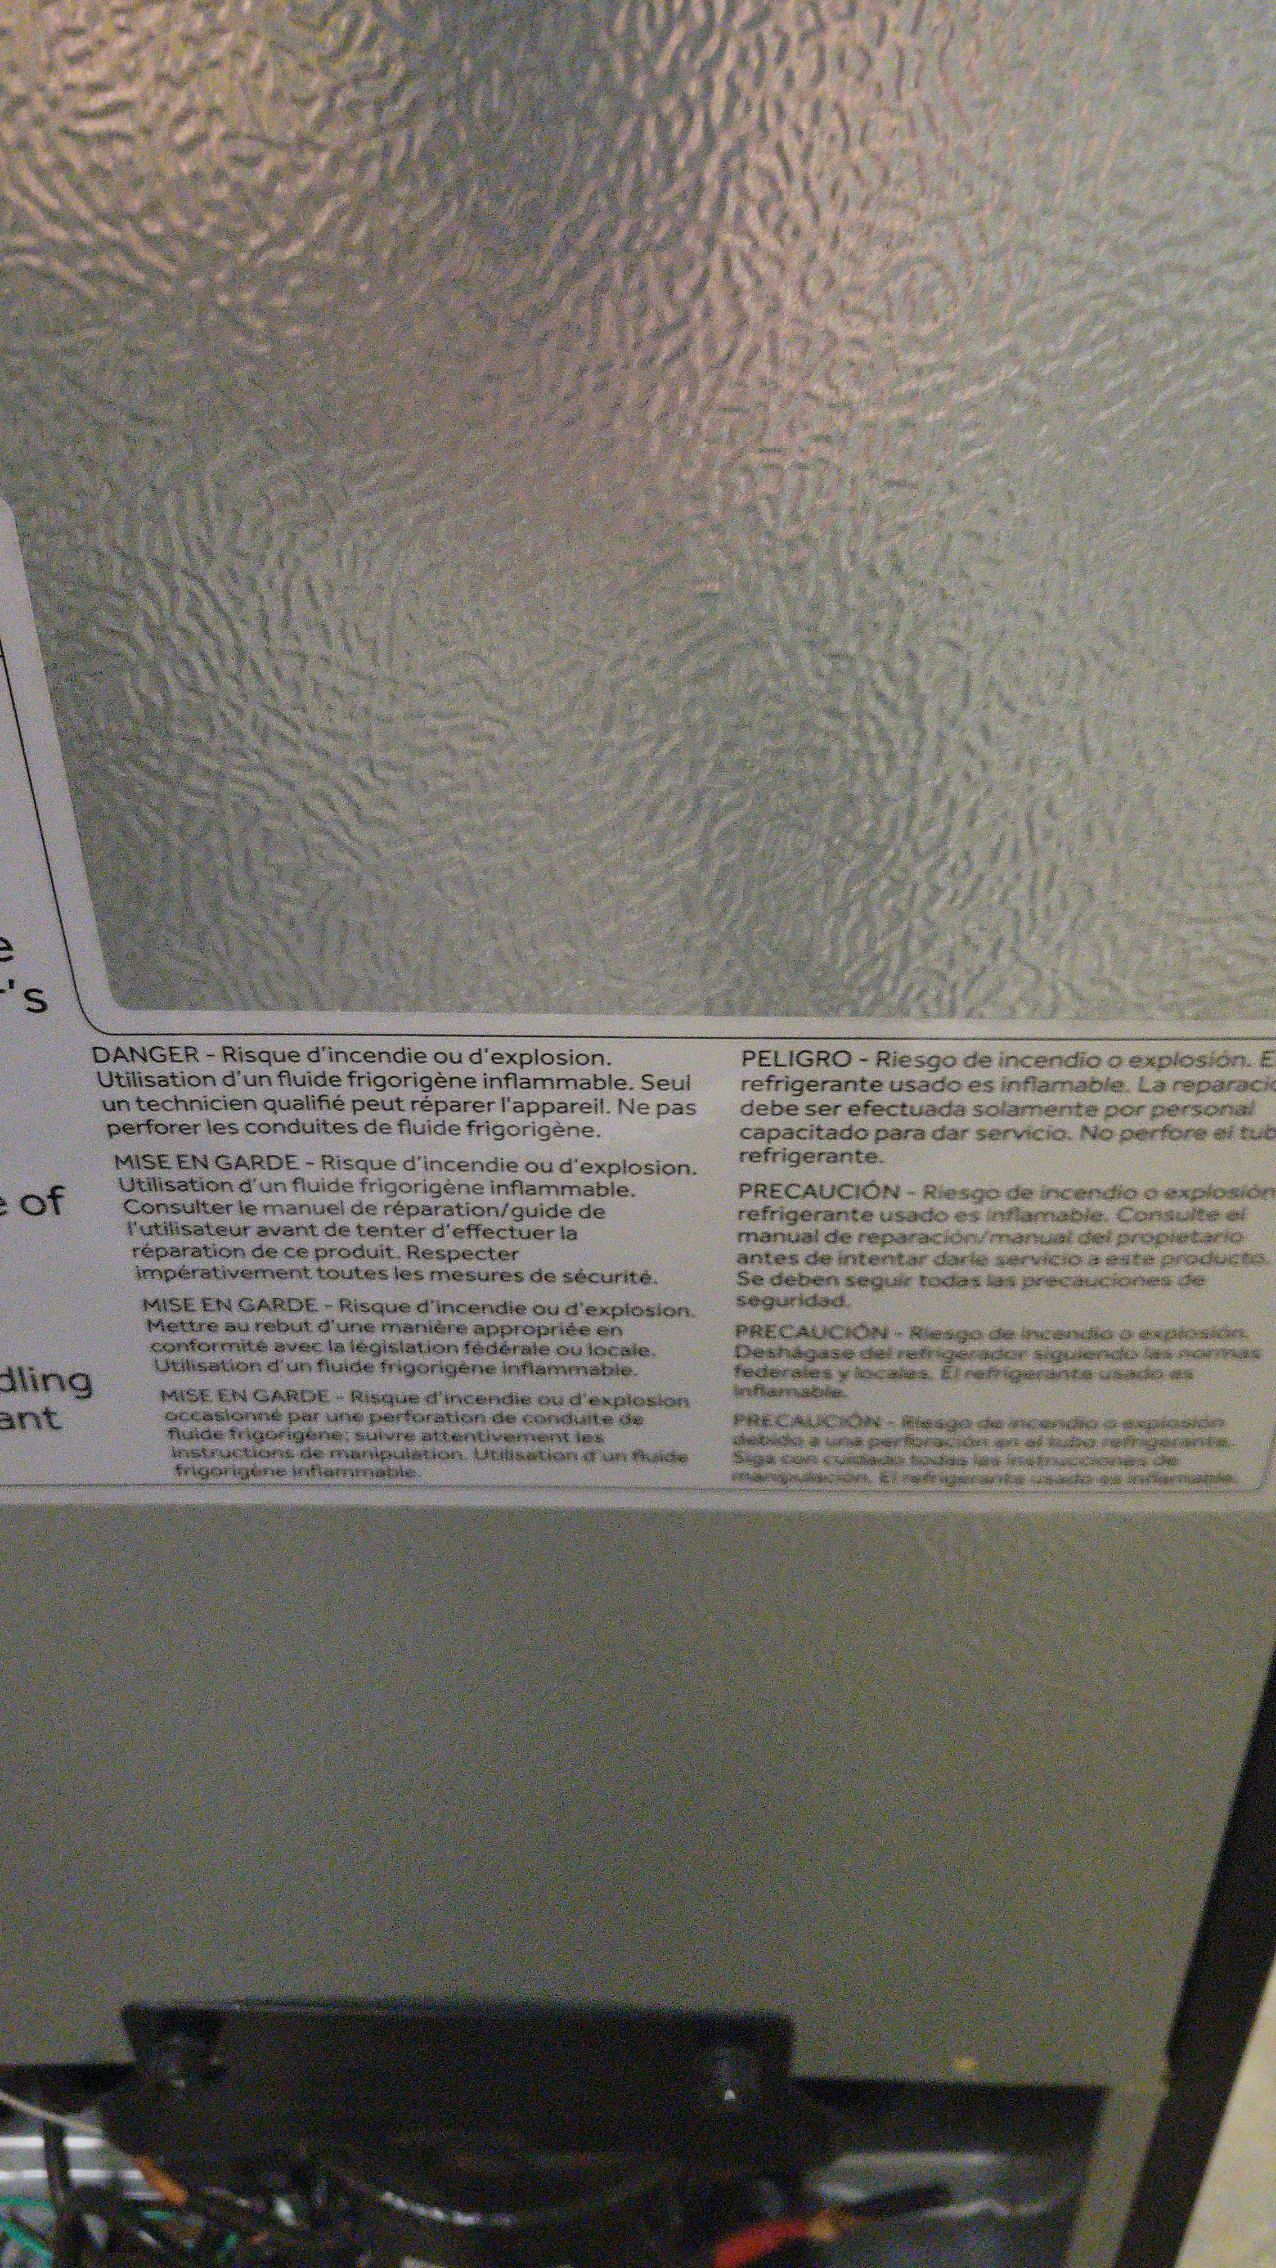 e
r's
e of
dling
ant
DANGER - Risque d'incendie ou d'explosion.
Utilisation d'un fluide frigorigène inflammable. Seul
un technicien qualifié peut réparer l'appareil. Ne pas
perforer les conduites de fluide frigorigène.
MISE EN GARDE - Risque d'incendie ou d'explosion.
Utilisation d'un fluide frigorigène inflammable.
Consulter le manuel de réparation/guide de
l'utilisateur avant de tenter d'effectuer la
réparation de ce produit. Respecter
impérativement toutes les mesures de sécurité.
MISE EN GARDE - Risque d'incendie ou d'explosion.
Mettre au rebut d'une manière appropriée en
conformité avec la législation fédérale ou locale.
Utilisation d'un fluide frigorigène inflammable.
MISE EN GARDE - Risque d'incendie ou d'explosion
occasionné par une perforation de conduite de
fluide frigorigène; suivre attentivement les
instructions de manipulation. Utilisation d'un fluide
frigorigène inflammable.
PELIGRO - Riesgo de incendio o explosión. E
refrigerante usado es inflamable. La reparació
debe ser efectuada solamente por personal
capacitado para dar servicio. No perfore el tub
refrigerante.
PRECAUCIÓN - Riesgo de incendio o explosión
refrigerante usado es inflamable. Consulte el
manual de reparación/manual del propietario
antes de intentar darle servicio a este producto.
Se deben seguir todas las precauciones de
seguridad.
PRECAUCIÓN - Riesgo de incendio o explosión.
Deshágase del refrigerador siguiendo las normas
federales y locales. El refrigerante usado es
inflamable.
PRECAUCIÓN - Riesgo de incendio o explosión
debido a una perforación en el tubo refrigerante.
Siga con cuidado todas las instrucciones de
manipulación. El refrigerante usado es inflamable.